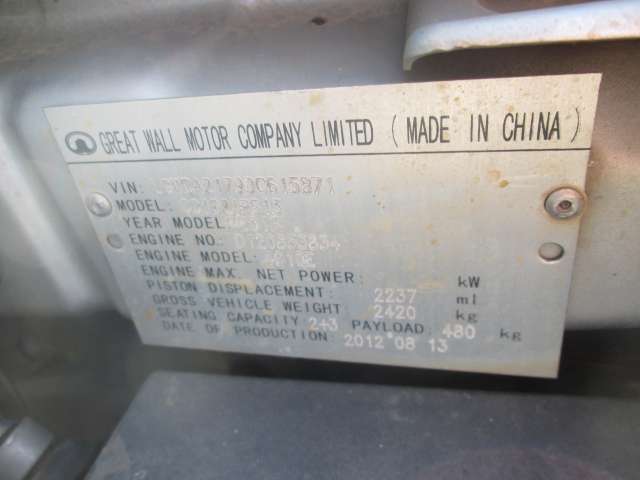 GREAT WALL MOTOR COMPANY LIMITED ( MADE IN CHINA )
VIN:
MODEL:
YEAR MODEL:
ENGINE NO.
ENGINE MODEL:
ENGINE MAX. NET POWER: kW
PISTON DISPLACEMENT: 2237 ml
GROSS VEHICLE WEIGHT: 2420 kg
SEATING CAPACITY: 2+3 PAYLOAD: 480 kg
DATE OF PRODUCTION: 2012 08 13